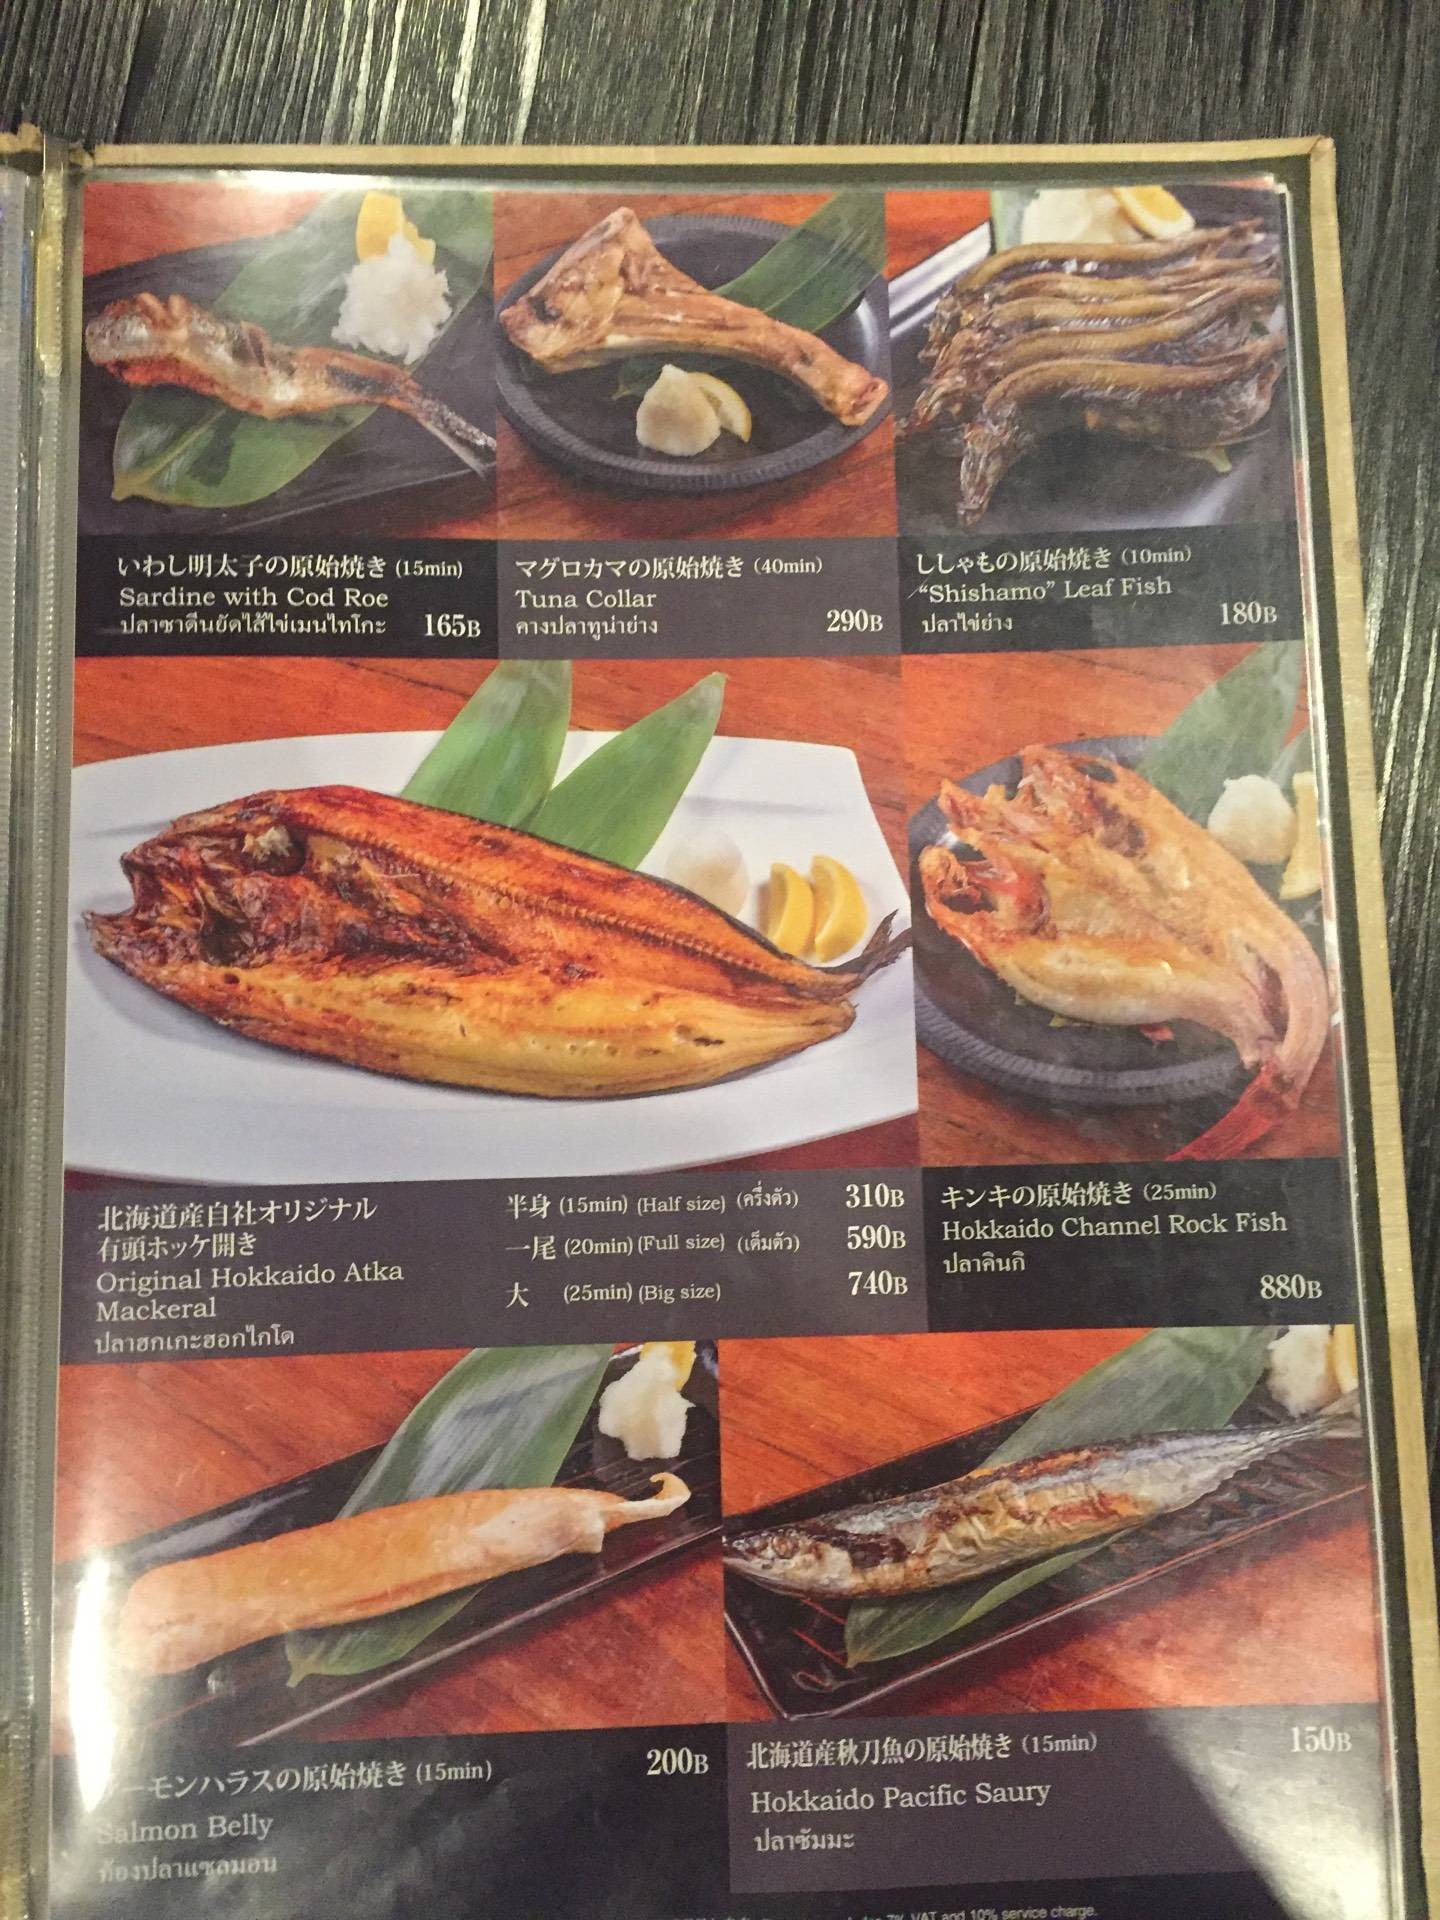 いわし明太子の原始焼き (15min)
Sardine with Cod Roe
ปลาซาดีนยัดไส้ไข่เมนไทโกะ 165B
マグロカマの原始焼き (40min)
Tuna Collar
คางปลาทูน่าย่าง 290B
ししゃもの原始焼き (10min)
"Shishamo" Leaf Fish
ปลาไข่ย่าง 180B
北海道産自社オリジナル
有頭ホッケ開き
Original Hokkaido Atka
Mackeral
ปลาฮกเกะฮอกไกโด
半身 (15min) (Half size) (ครึ่งตัว) 310B
一尾 (20min) (Full size) (เต็มตัว) 590B
大 (25min) (Big size) 740B
キンキの原始焼き (25min)
Hokkaido Channel Rock Fish
ปลาคินกิ
880B
ーモンハラスの原始焼き (15min) 200B
Salmon Belly
ท้องปลาแซลมอน
北海道産秋刀魚の原始焼き (15min) 150B
Hokkaido Pacific Saury
ปลาซัมมะ
7% VAT and 10% service charge.